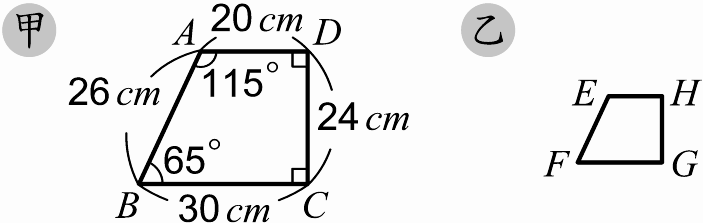 甲
20 cm
A D
115°
26 cm
24 cm
65°
B C
30 cm
乙
E H
F G